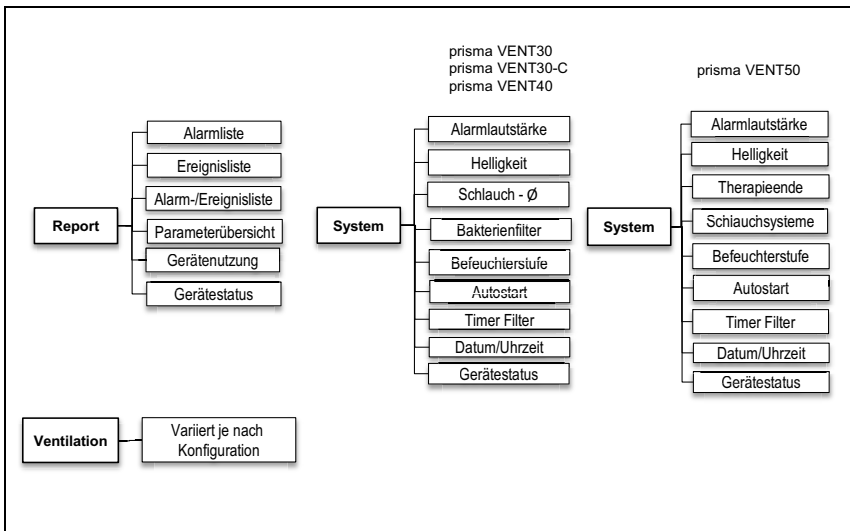 prisma VENT30
prisma VENT30-C
prisma VENT40
prisma VENT50
Report
Alarmliste
Ereignisliste
Alarm-/Ereignisliste
Parameterübersicht
Gerätenutzung
Gerätestatus
System
Alarmlautstärke
Helligkeit
Schlauch - Ø
Bakterienfilter
Befeuchterstufe
Autostart
Timer Filter
Datum/Uhrzeit
Gerätestatus
System
Alarmlautstärke
Helligkeit
Therapieende
Schlauchsysteme
Befeuchterstufe
Autostart
Timer Filter
Datum/Uhrzeit
Gerätestatus
Ventilation
Variiert je nach
Konfiguration